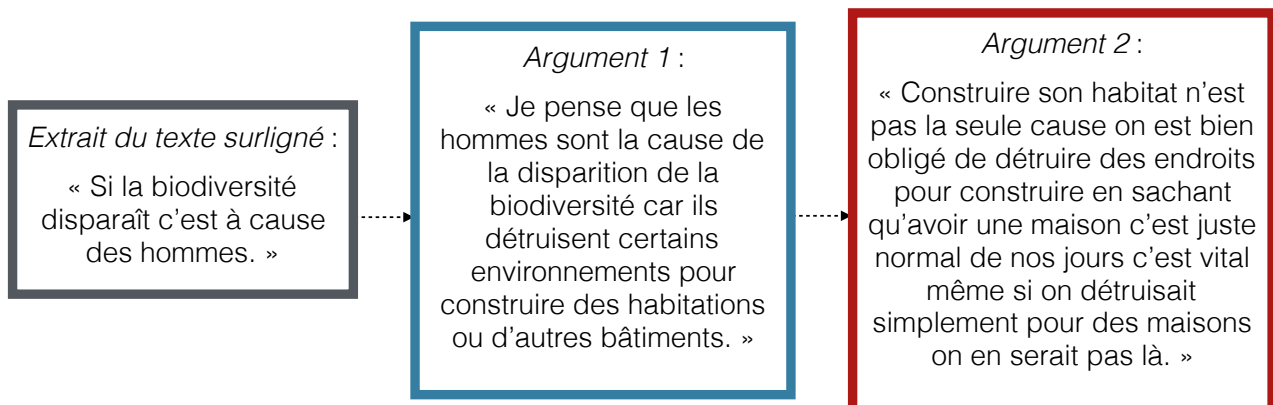 Extrait du texte surligné :
« Si la biodiversité
disparaît c’est à cause
des hommes. »
Argument 1 :
« Je pense que les
hommes sont la cause de
la disparition de la
biodiversité car ils
détruisent certains
environnements pour
construire des habitations
ou d’autres bâtiments. »
Argument 2 :
« Construire son habitat n’est
pas la seule cause on est bien
obligé de détruire des endroits
pour construire en sachant
qu’avoir une maison c’est juste
normal de nos jours c’est vital
même si on détruisait
simplement pour des maisons
on en serait pas là. »